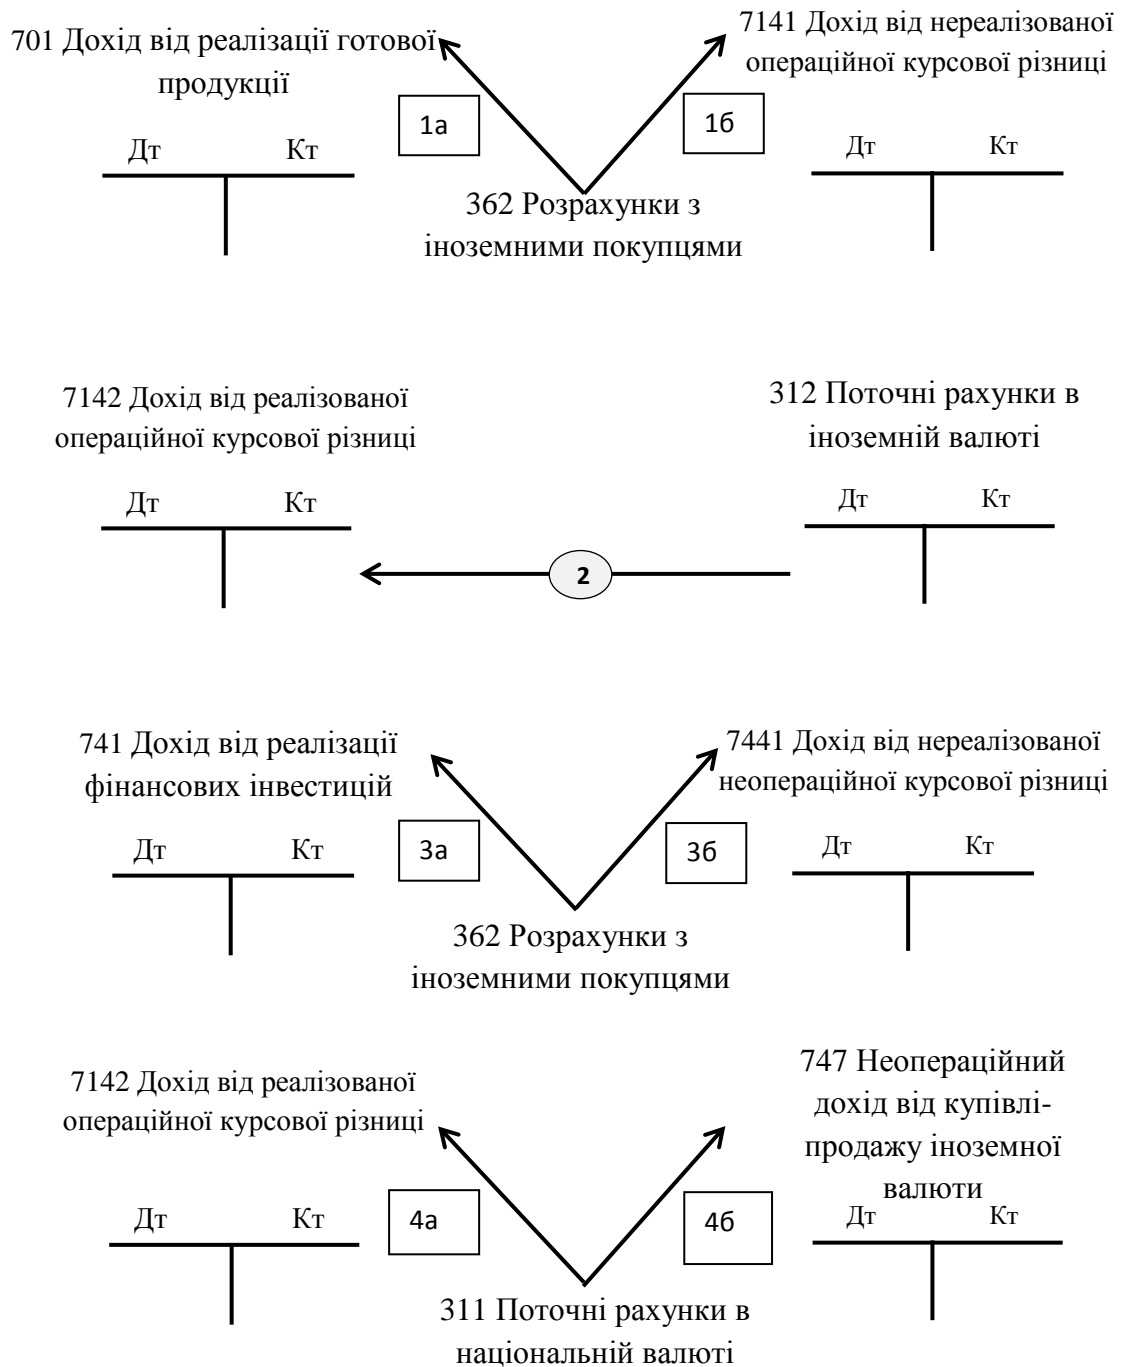 701 Дохід від реалізації готової
продукції
7141 Дохід від нереалізованої
операційної курсової різниці
1а
1б
Дт Кт
Дт Кт
362 Розрахунки з
іноземними покупцями
7142 Дохід від реалізованої
операційної курсової різниці
312 Поточні рахунки в
іноземній валюті
Дт Кт
Дт Кт
2
741 Дохід від реалізації
фінансових інвестицій
7441 Дохід від нереалізованої
неопераційної курсової різниці
3а
3б
Дт Кт
Дт Кт
362 Розрахунки з
іноземними покупцями
7142 Дохід від реалізованої
операційної курсової різниці
747 Неопераційний
дохід від купівлі-
продажу іноземної
валюти
4а
4б
Дт Кт
Дт Кт
311 Поточні рахунки в
національній валюті